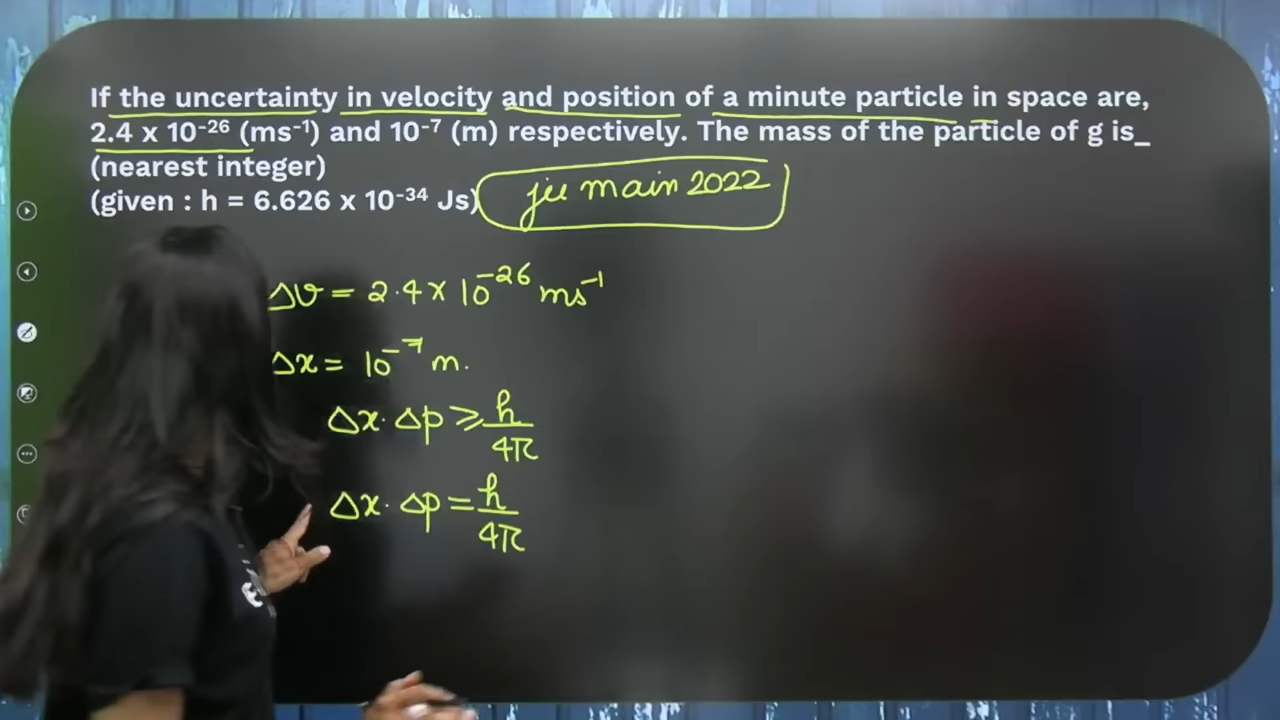 If the uncertainty in velocity and position of a minute particle in space are,
2.4 x 10⁻²⁶ (ms⁻¹) and 10⁻⁷ (m) respectively. The mass of the particle of g is_
(nearest integer)
(given : h = 6.626 x 10⁻³⁴ Js)
jee main 2022
Δv = 2.4 × 10⁻²⁶ ms⁻¹
Δx = 10⁻⁷ m.
Δx · Δp ≥ h/4π
Δx · Δp = h/4π